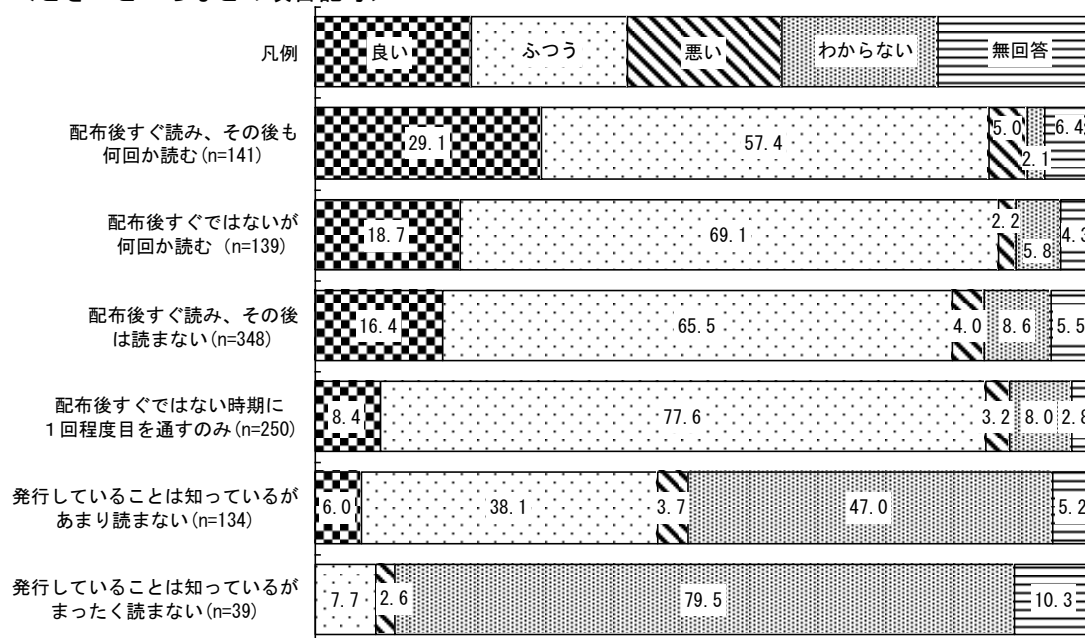 凡例
良い
ふつう
悪い
わからない
無回答
配布後すぐ読み、その後も
何回か読む(n=141)
29.1
57.4
5.0
2.1
6.4
配布後すぐではないが
何回か読む (n=139)
18.7
69.1
2.2
5.8
4.3
配布後すぐ読み、その後
は読まない(n=348)
16.4
65.5
4.0
8.6
5.5
配布後すぐではない時期に
1回程度目を通すのみ(n=250)
8.4
77.6
3.2
8.0
2.8
発行していることは知っているが
あまり読まない(n=134)
6.0
38.1
3.7
47.0
5.2
発行していることは知っているが
まったく読まない(n=39)
7.7
2.6
79.5
10.3